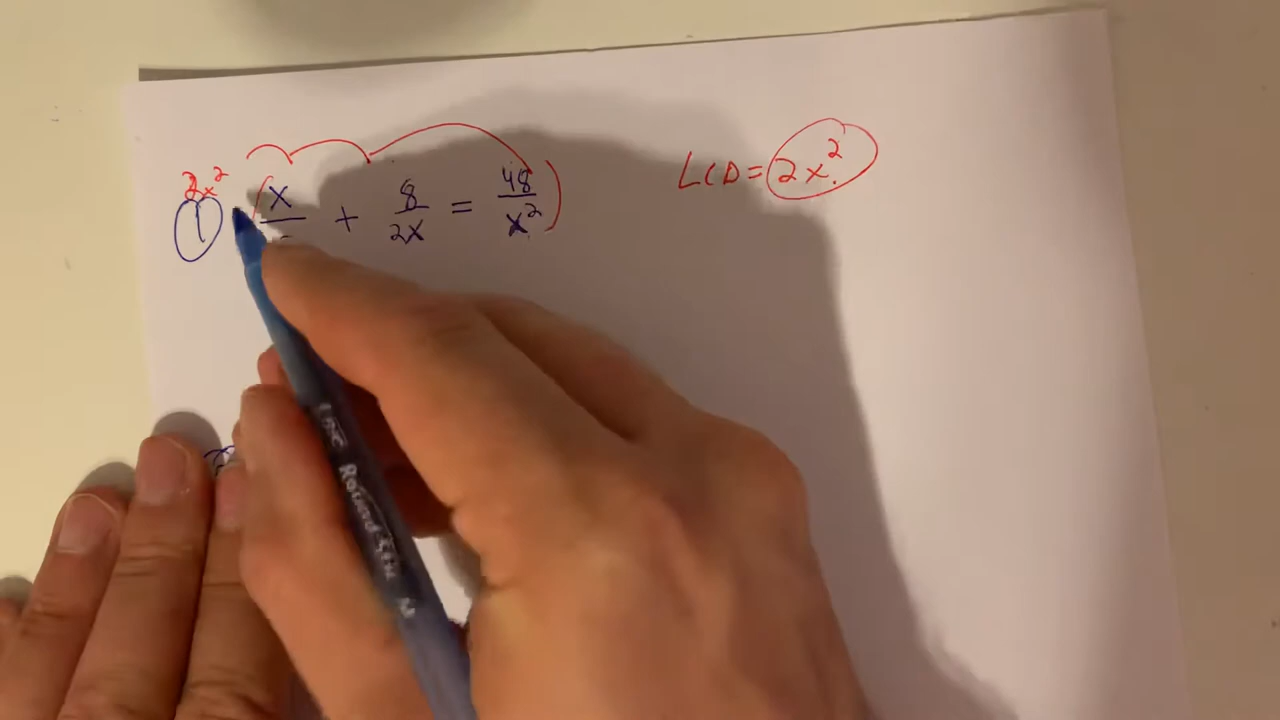 2x² (x/ + 8/2x = 48/x²) LCD = 2x²
1